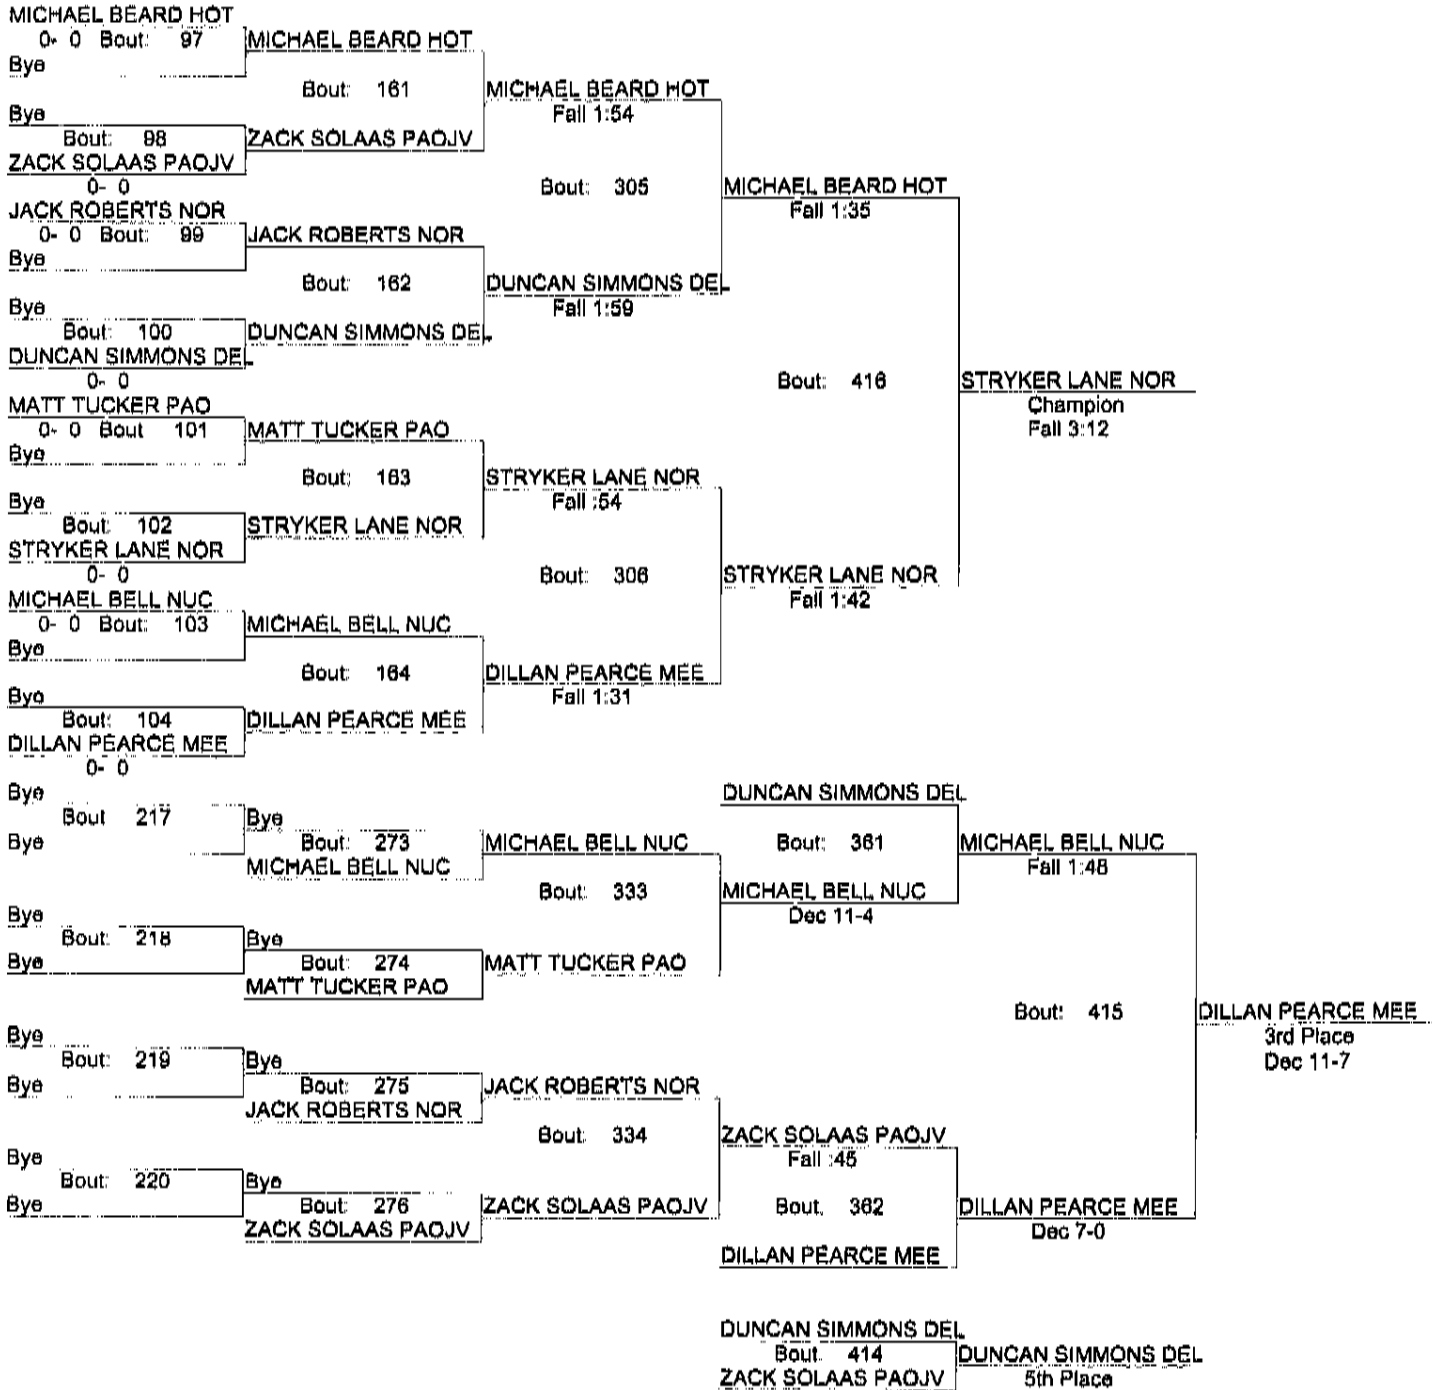 MICHAEL BEARD HOT
0- 0 Bout: 97 MICHAEL BEARD HOT
Bye
Bout: 161 MICHAEL BEARD HOT
Bye Fall 1:54
Bout: 98 ZACK SOLAAS PAOJV
ZACK SOLAAS PAOJV
0- 0 Bout: 305 MICHAEL BEARD HOT
JACK ROBERTS NOR Fall 1:35
0- 0 Bout: 99 JACK ROBERTS NOR
Bye
Bout: 162 DUNCAN SIMMONS DEL
Bye Fall 1:59
Bout: 100 DUNCAN SIMMONS DEL
DUNCAN SIMMONS DEL
0- 0 Bout: 416 STRYKER LANE NOR
MATT TUCKER PAO Champion
0- 0 Bout 101 MATT TUCKER PAO Fall 3:12
Bye
Bout: 163 STRYKER LANE NOR
Bye Fall :54
Bout: 102 STRYKER LANE NOR
STRYKER LANE NOR
0- 0 Bout: 306 STRYKER LANE NOR
MICHAEL BELL NUC Fall 1:42
0- 0 Bout: 103 MICHAEL BELL NUC
Bye
Bout: 164 DILLAN PEARCE MEE
Bye Fall 1:31
Bout: 104 DILLAN PEARCE MEE
DILLAN PEARCE MEE
0- 0
Bye DUNCAN SIMMONS DEL
Bout 217 Bye
Bye Bout: 273 MICHAEL BELL NUC Bout: 361 MICHAEL BELL NUC
MICHAEL BELL NUC Fall 1:48
Bout: 333 MICHAEL BELL NUC
Bye Dec 11-4
Bout: 218 Bye
Bye Bout: 274 MATT TUCKER PAO
MATT TUCKER PAO
Bout: 415 DILLAN PEARCE MEE
Bye 3rd Place
Bout: 219 Bye Dec 11-7
Bye Bout: 275 JACK ROBERTS NOR
JACK ROBERTS NOR
Bout: 334 ZACK SOLAAS PAOJV
Bye Fall :45
Bout: 220 Bye
Bye Bout: 276 ZACK SOLAAS PAOJV Bout. 362 DILLAN PEARCE MEE
ZACK SOLAAS PAOJV Dec 7-0
DILLAN PEARCE MEE
DUNCAN SIMMONS DEL
Bout. 414 DUNCAN SIMMONS DEL
ZACK SOLAAS PAOJV 5th Place